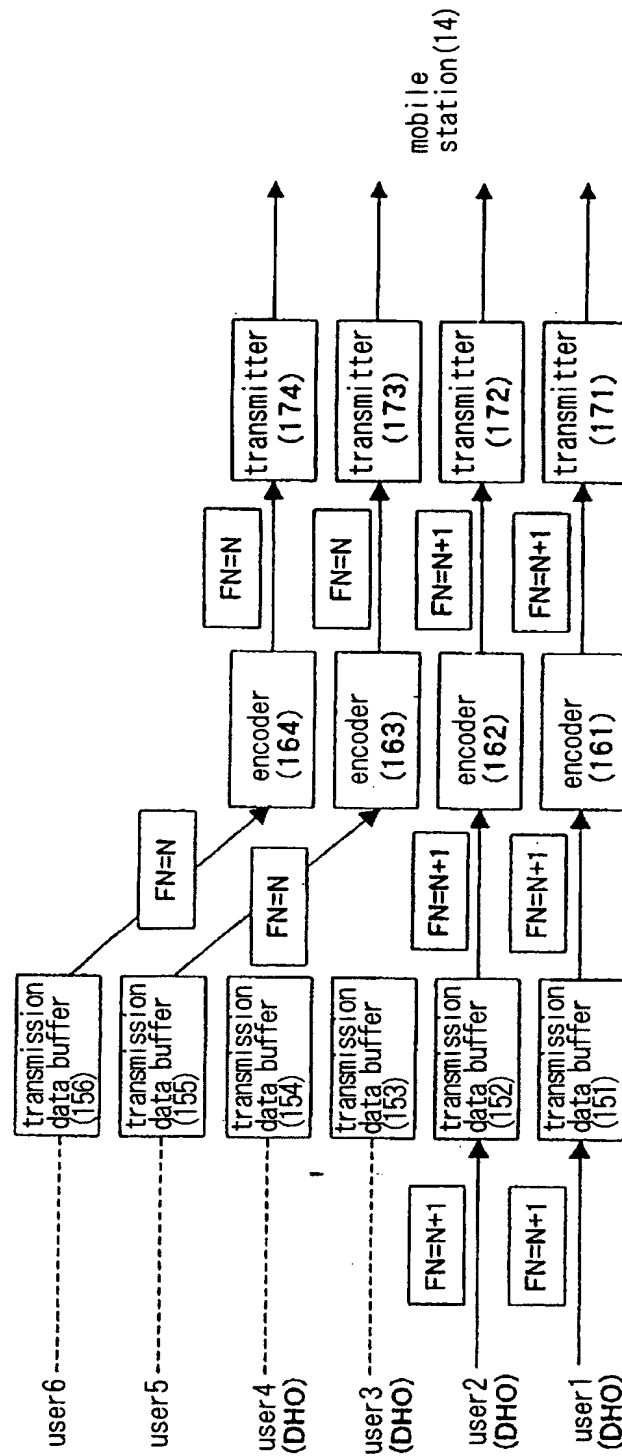 user6
transmission
data buffer
(156)
FN=N
user5
transmission
data buffer
(155)
FN=N
user4
(DHO)
transmission
data buffer
(154)
encoder
(164)
FN=N
transmitter
(174)
user3
(DHO)
transmission
data buffer
(153)
encoder
(163)
FN=N
transmitter
(173)
mobile
station(14)
user2
(DHO)
FN=N+1
transmission
data buffer
(152)
FN=N+1
encoder
(162)
FN=N+1
transmitter
(172)
user1
(DHO)
FN=N+1
transmission
data buffer
(151)
FN=N+1
encoder
(161)
FN=N+1
transmitter
(171)